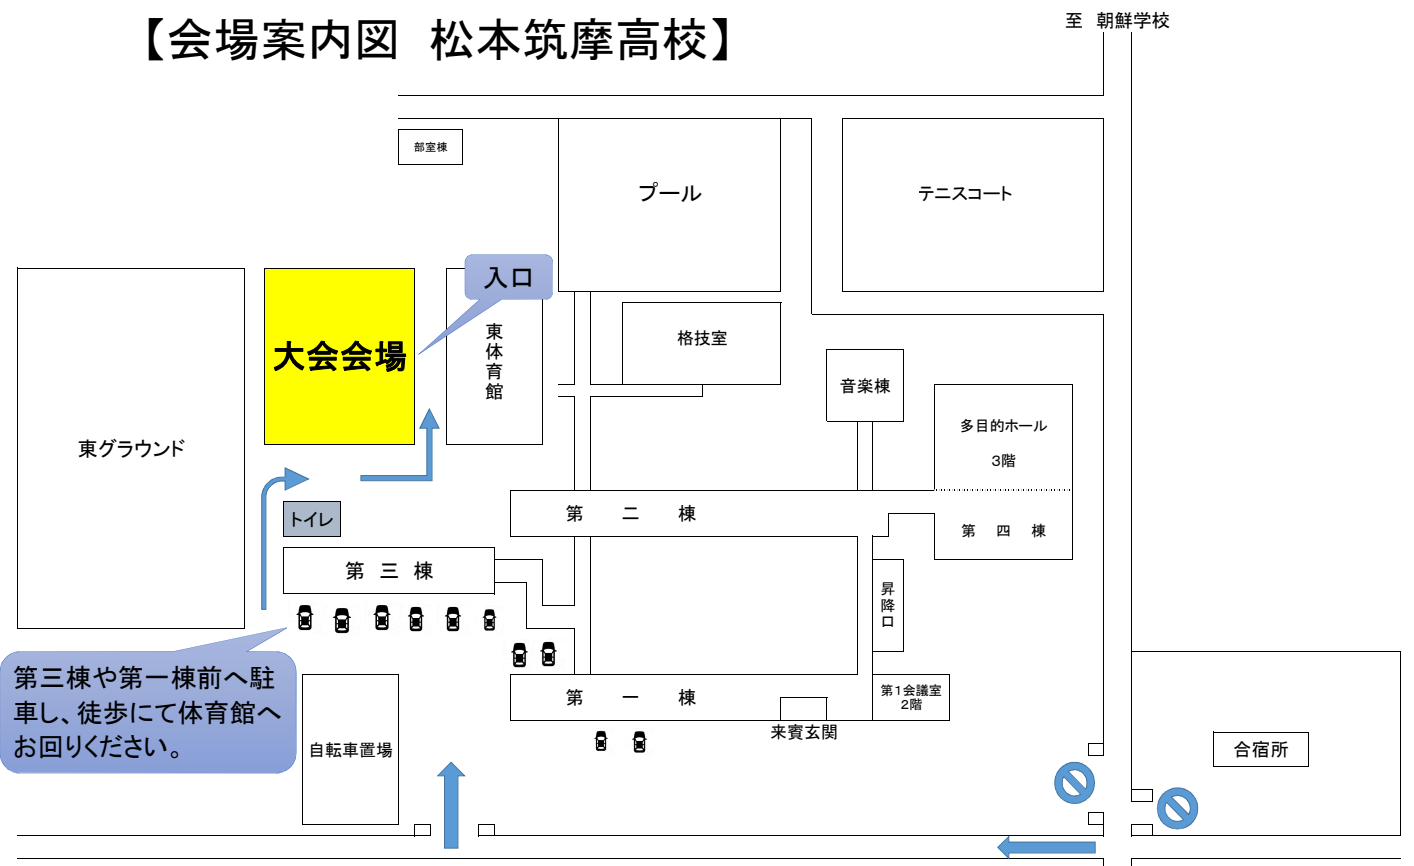 至　朝鮮学校
【会場案内図　松本筑摩高校】
部室棟
プール
テニスコート
入口
東体育館
大会会場
格技室
音楽棟
多目的ホール
3階
東グラウンド
トイレ
第　二　棟
第　四　棟
第　三　棟
昇降口
第三棟や第一棟前へ駐
車し、徒歩にて体育館へ
お回りください。
第　一　棟
第１会議室
2階
来賓玄関
自転車置場
合宿所